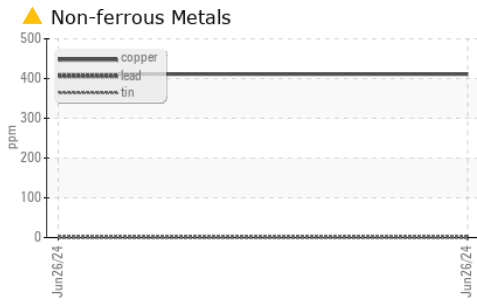 Non-ferrous Metals
500
400
300
200
100
0
ppm
copper
lead
tin
Jun26/24
Jun26/24